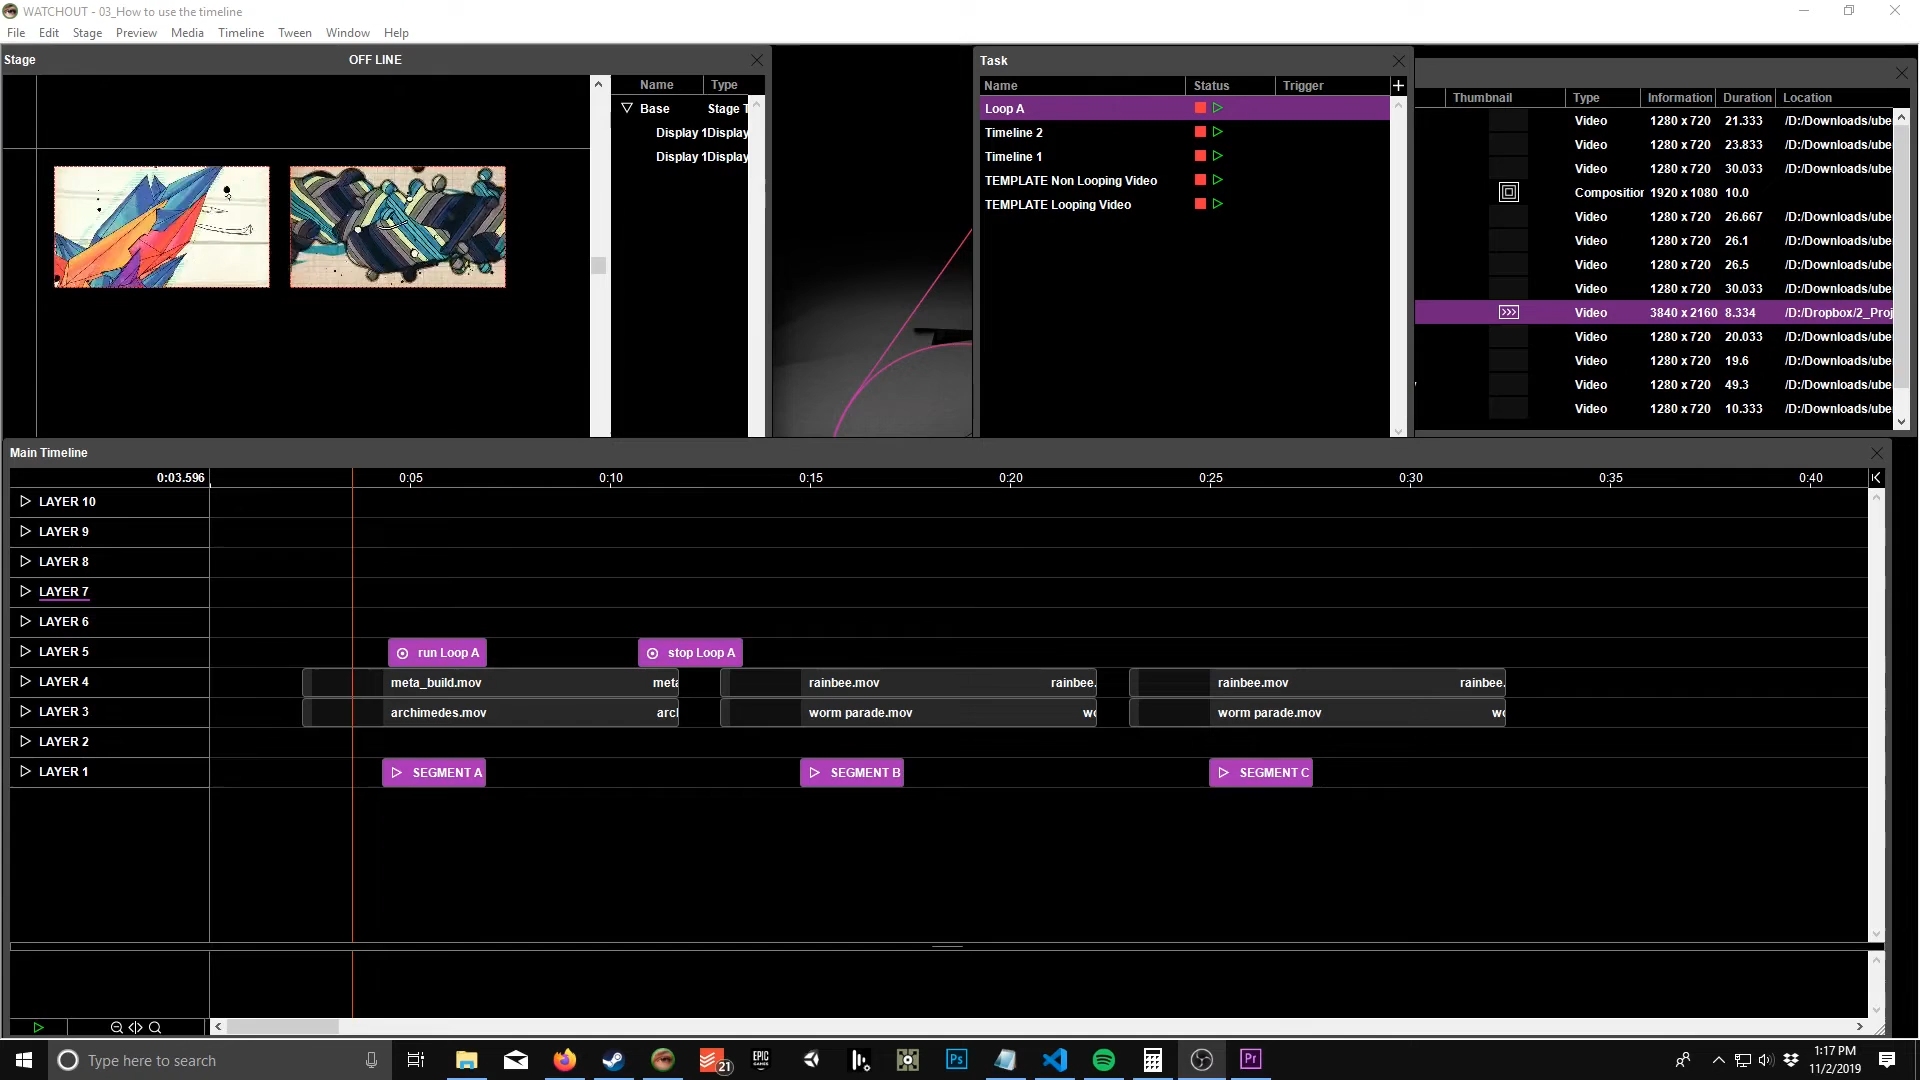 WATCHOUT - 03_How to use the timeline
File Edit Stage Preview Media Timeline Tween Window Help
Stage OFF LINE
Name Type
Base Stage T
Display 1Display
Display 1Display
Task
Name Status Trigger
Loop A
Timeline 2
Timeline 1
TEMPLATE Non Looping Video
TEMPLATE Looping Video
Thumbnail Type Information Duration Location
Video 1280 x 720 21.333 /D:/Downloads/ube
Video 1280 x 720 23.833 /D:/Downloads/ube
Video 1280 x 720 30.033 /D:/Downloads/ube
Composition 1920 x 1080 10.0
Video 1280 x 720 26.667 /D:/Downloads/ube
Video 1280 x 720 26.1 /D:/Downloads/ube
Video 1280 x 720 26.5 /D:/Downloads/ube
Video 1280 x 720 30.033 /D:/Downloads/ube
Video 3840 x 2160 8.334 /D:/Dropbox/2_Proj
Video 1280 x 720 20.033 /D:/Downloads/ube
Video 1280 x 720 19.6 /D:/Downloads/ube
Video 1280 x 720 49.3 /D:/Downloads/ube
Video 1280 x 720 10.333 /D:/Downloads/ube
Main Timeline
0:03.596 0:05 0:10 0:15 0:20 0:25 0:30 0:35 0:40
LAYER 10
LAYER 9
LAYER 8
LAYER 7
LAYER 6
LAYER 5 run Loop A stop Loop A
LAYER 4 meta_build.mov meta rainbee.mov rainbee. rainbee.mov rainbee.
LAYER 3 archimedes.mov arcl worm parade.mov wo worm parade.mov wo
LAYER 2
LAYER 1 SEGMENT A SEGMENT B SEGMENT C
Type here to search
21
EPIC GAMES
Ps
Pr
1:17 PM
11/2/2019